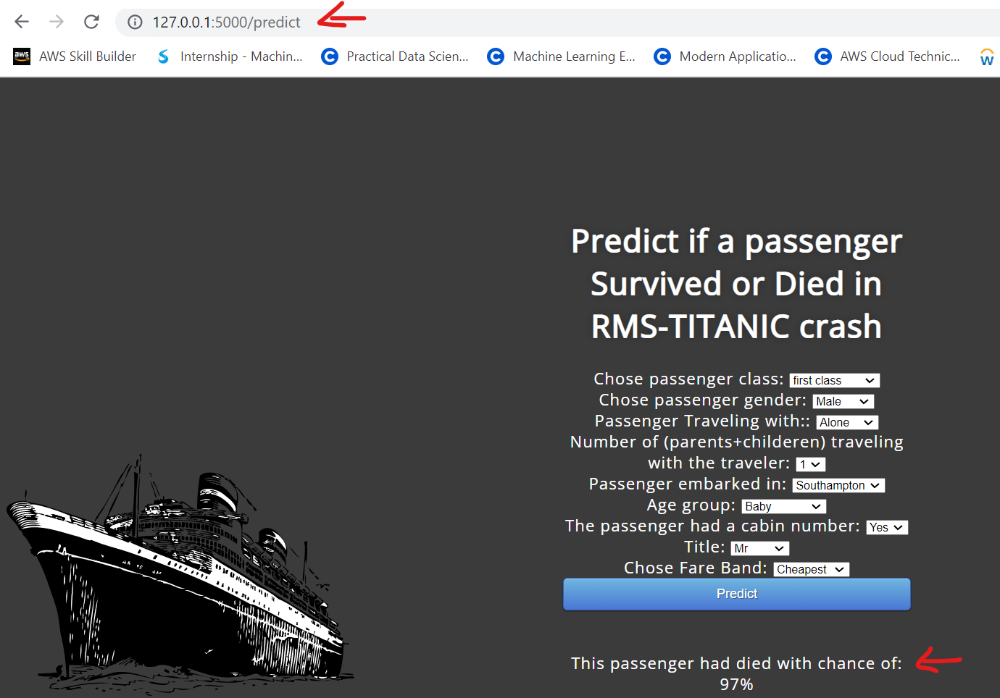 127.0.0.1:5000/predict
aws AWS Skill Builder Internship - Machin... Practical Data Scien... Machine Learning E... Modern Applicatio... AWS Cloud Technic...
Predict if a passenger
Survived or Died in
RMS-TITANIC crash
Chose passenger class: first class
Chose passenger gender: Male
Passenger Traveling with:: Alone
Number of (parents+childeren) traveling
with the traveler: 1
Passenger embarked in: Southampton
Age group: Baby
The passenger had a cabin number: Yes
Title: Mr
Chose Fare Band: Cheapest
Predict
This passenger had died with chance of:
97%